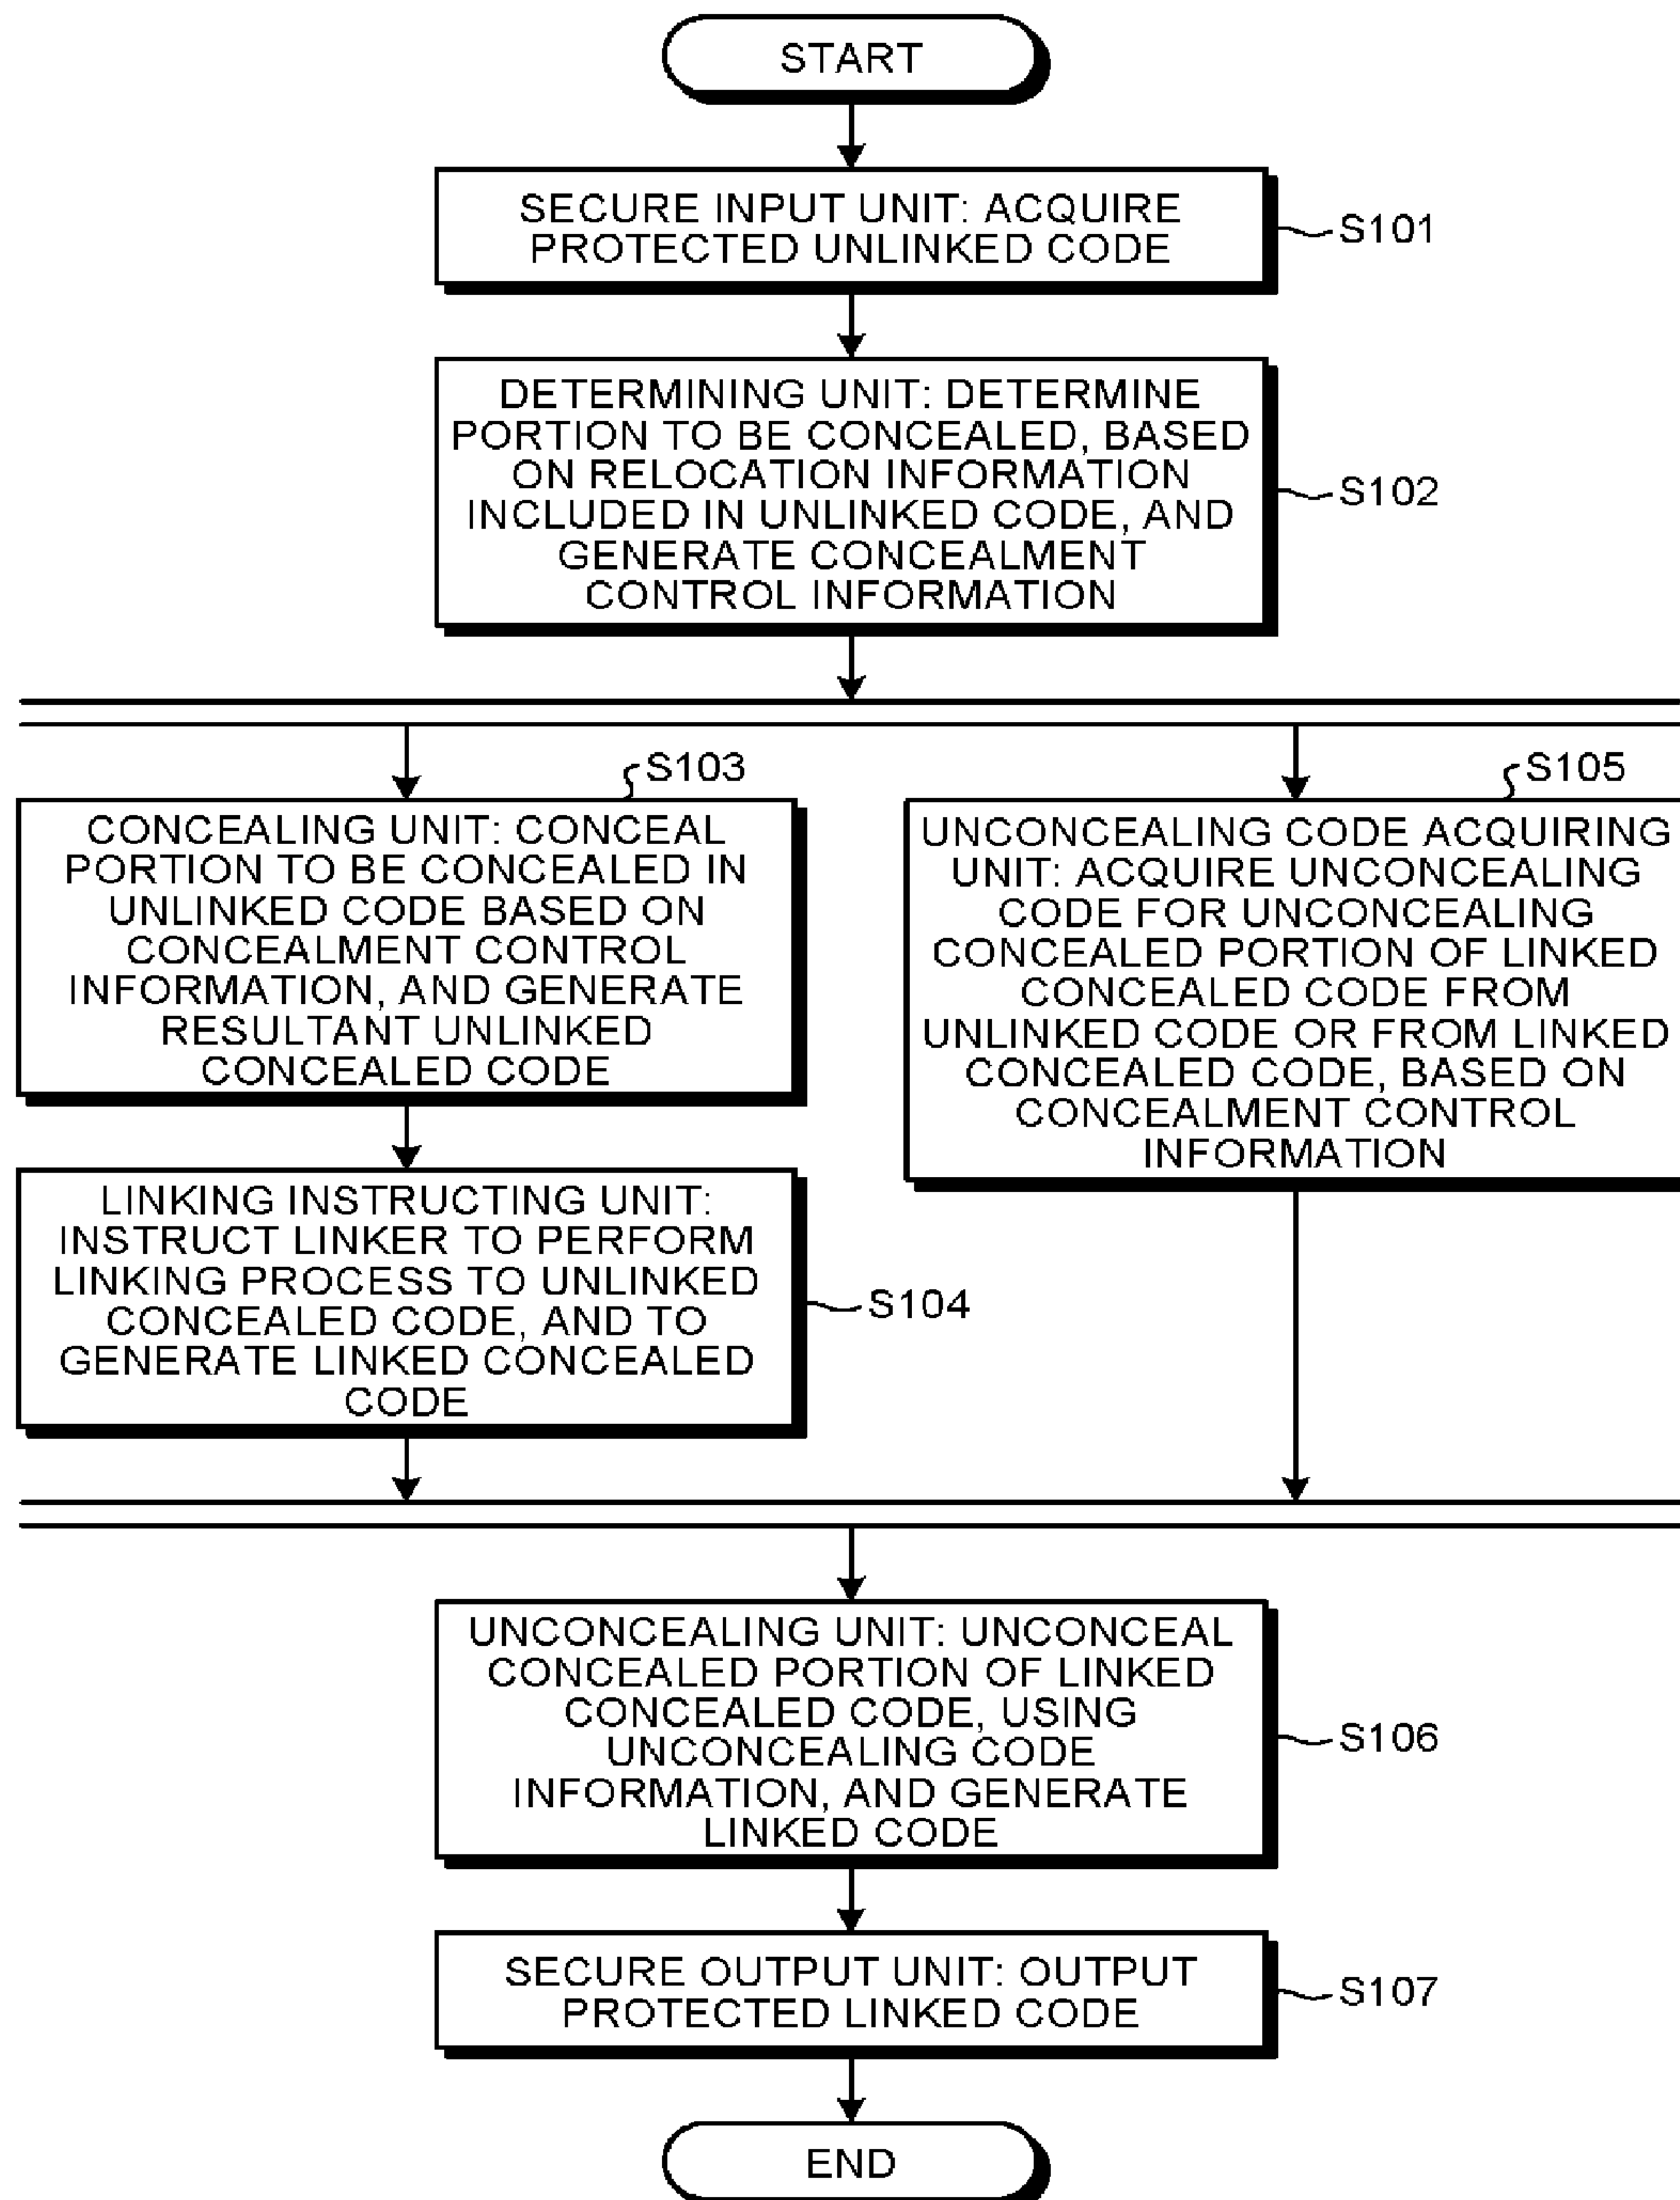 START
SECURE INPUT UNIT: ACQUIRE
PROTECTED UNLINKED CODE
S101
DETERMINING UNIT: DETERMINE
PORTION TO BE CONCEALED, BASED
ON RELOCATION INFORMATION
INCLUDED IN UNLINKED CODE, AND
GENERATE CONCEALMENT
CONTROL INFORMATION
S102
S103
CONCEALING UNIT: CONCEAL
PORTION TO BE CONCEALED IN
UNLINKED CODE BASED ON
CONCEALMENT CONTROL
INFORMATION, AND GENERATE
RESULTANT UNLINKED
CONCEALED CODE
LINKING INSTRUCTING UNIT:
INSTRUCT LINKER TO PERFORM
LINKING PROCESS TO UNLINKED
CONCEALED CODE, AND TO
GENERATE LINKED CONCEALED
CODE
S104
S105
UNCONCEALING CODE ACQUIRING
UNIT: ACQUIRE UNCONCEALING
CODE FOR UNCONCEALING
CONCEALED PORTION OF LINKED
CONCEALED CODE FROM
UNLINKED CODE OR FROM LINKED
CONCEALED CODE, BASED ON
CONCEALMENT CONTROL
INFORMATION
UNCONCEALING UNIT: UNCONCEAL
CONCEALED PORTION OF LINKED
CONCEALED CODE, USING
UNCONCEALING CODE
INFORMATION, AND GENERATE
LINKED CODE
S106
SECURE OUTPUT UNIT: OUTPUT
PROTECTED LINKED CODE
S107
END